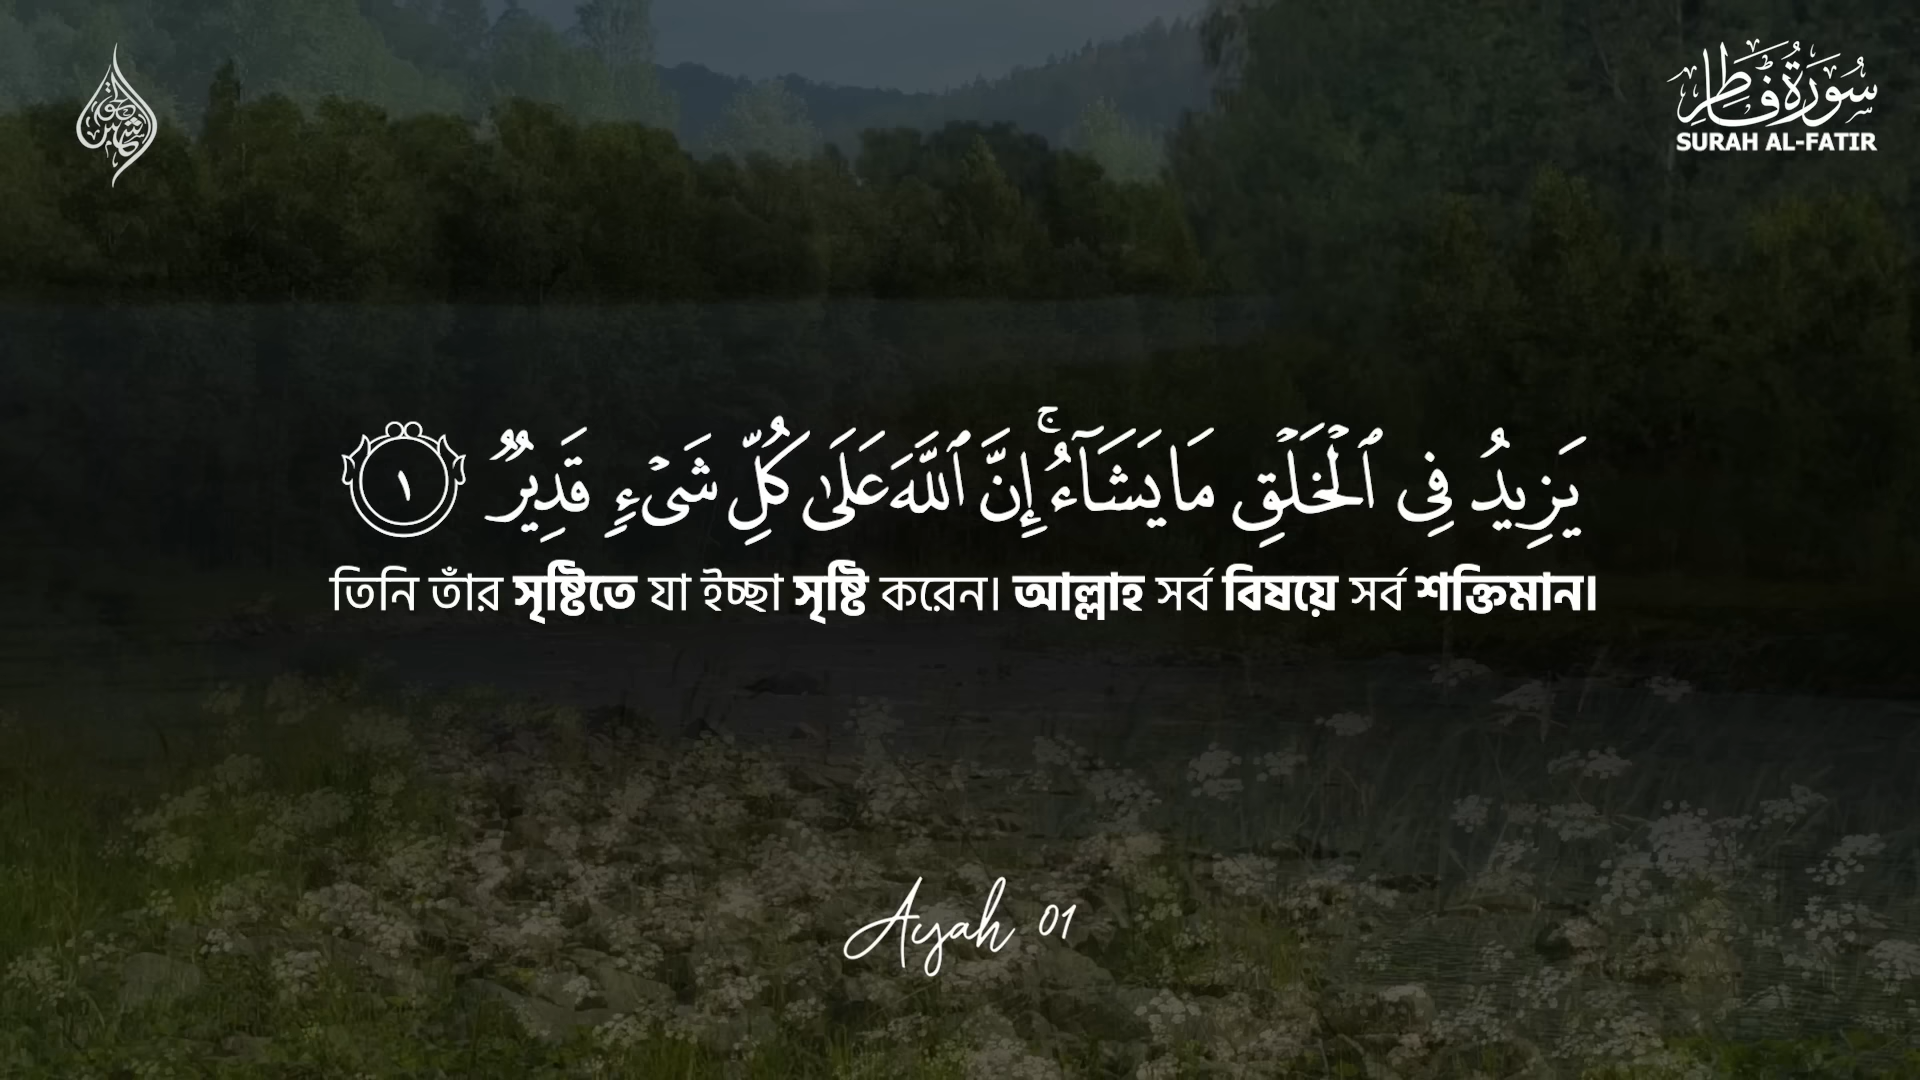 سُورَةُ فَاطِر
SURAH AL-FATIR
يَزِيدُ فِى ٱلْخَلْقِ مَا يَشَآءُ ۚ إِنَّ ٱللَّهَ عَلَىٰ كُلِّ شَىْءٍ قَدِيرٌ ١
তিনি তাঁর সৃষ্টিতে যা ইচ্ছা সৃষ্টি করেন। আল্লাহ সর্ব বিষয়ে সর্ব শক্তিমান।
Ayah 01